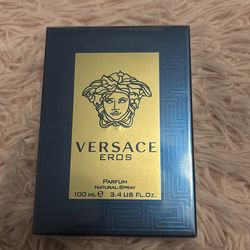 VERSACE
EROS
PARFUM
NATURAL SPRAY
100 ML ℮ 3.4 US FL.OZ.